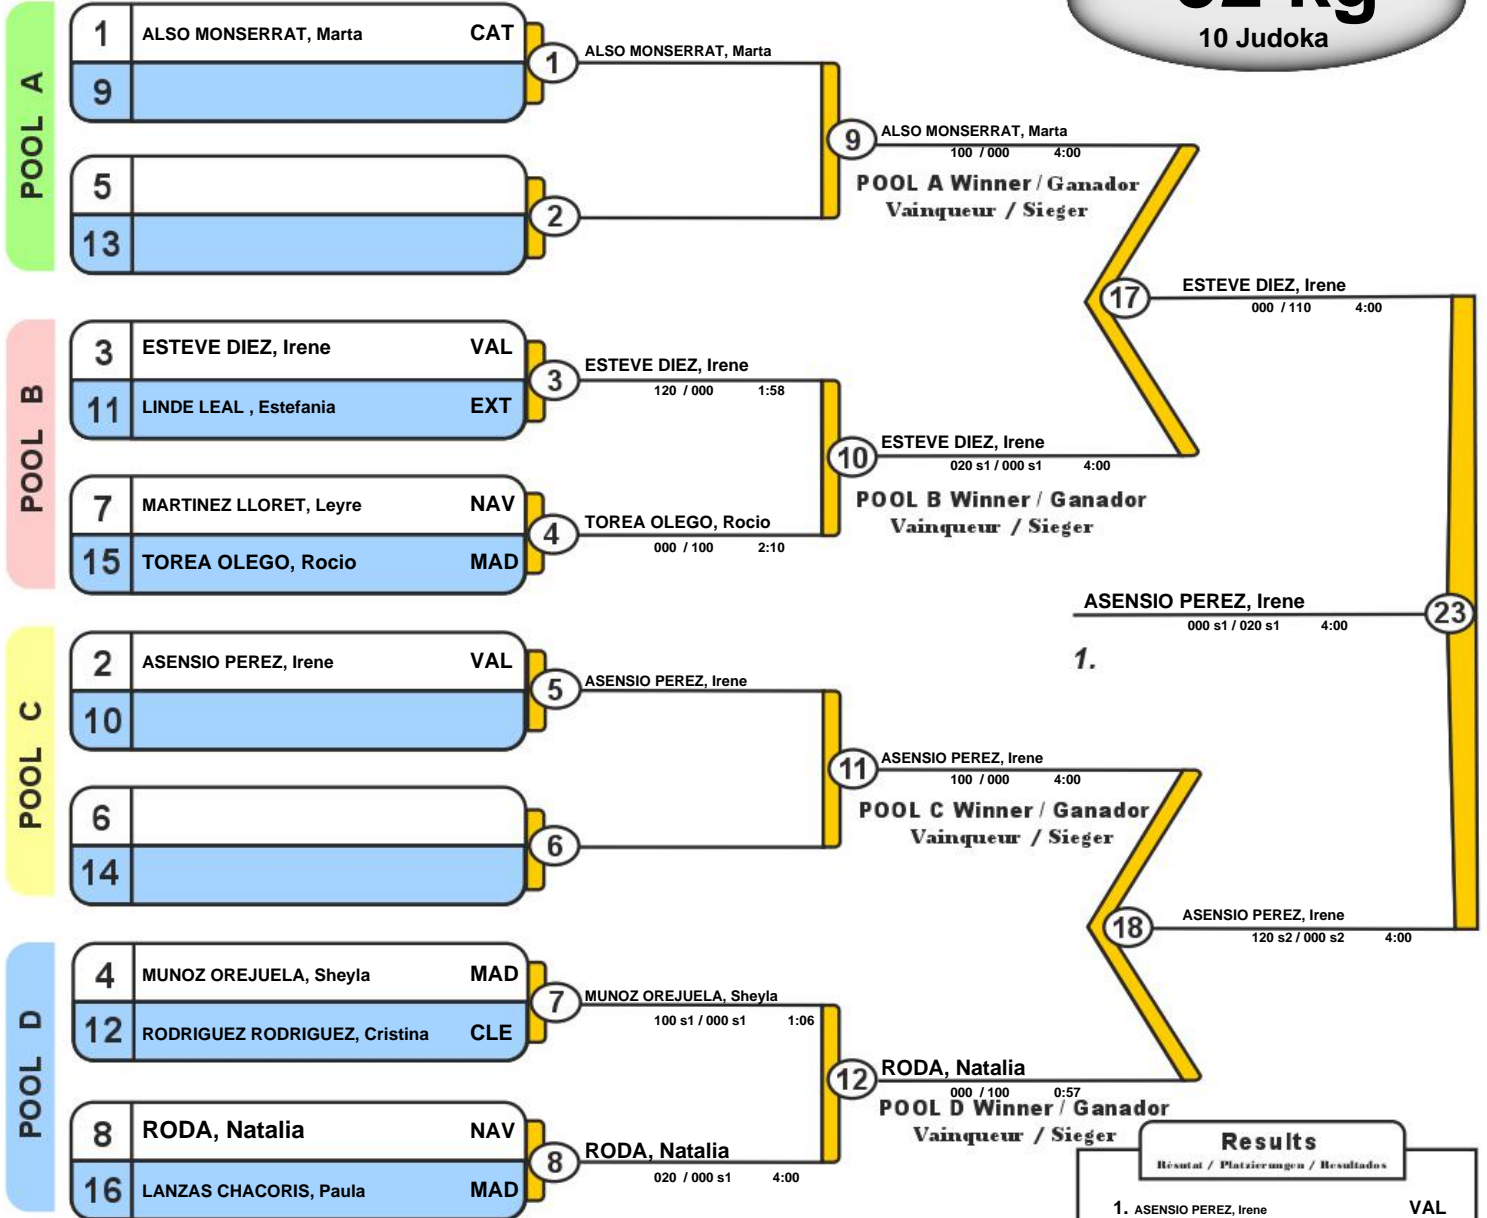 10 Judoka
POOL A
1 ALSO MONSERRAT, Marta CAT
9
5
13
1 ALSO MONSERRAT, Marta
2
9 ALSO MONSERRAT, Marta
100 / 000 4:00
POOL A Winner / Ganador
Vainqueur / Sieger
POOL B
3 ESTEVE DIEZ, Irene VAL
11 LINDE LEAL , Estefania EXT
7 MARTINEZ LLORET, Leyre NAV
15 TOREA OLEGO, Rocio MAD
3 ESTEVE DIEZ, Irene
120 / 000 1:58
4 TOREA OLEGO, Rocio
000 / 100 2:10
10 ESTEVE DIEZ, Irene
020 s1 / 000 s1 4:00
POOL B Winner / Ganador
Vainqueur / Sieger
17 ESTEVE DIEZ, Irene
000 / 110 4:00
POOL C
2 ASENSIO PEREZ, Irene VAL
10
6
14
5 ASENSIO PEREZ, Irene
6
11 ASENSIO PEREZ, Irene
100 / 000 4:00
POOL C Winner / Ganador
Vainqueur / Sieger
POOL D
4 MUNOZ OREJUELA, Sheyla MAD
12 RODRIGUEZ RODRIGUEZ, Cristina CLE
8 RODA, Natalia NAV
16 LANZAS CHACORIS, Paula MAD
7 MUNOZ OREJUELA, Sheyla
100 s1 / 000 s1 1:06
8 RODA, Natalia
020 / 000 s1 4:00
12 RODA, Natalia
000 / 100 0:57
POOL D Winner / Ganador
Vainqueur / Sieger
18 ASENSIO PEREZ, Irene
120 s2 / 000 s2 4:00
ASENSIO PEREZ, Irene 23
000 s1 / 020 s1 4:00
1.
Results
Résutat / Platzierungen / Resultados
1. ASENSIO PEREZ, Irene VAL